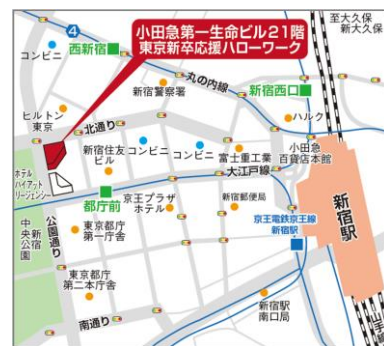 至大久保
新大久保
小田急第一生命ビル21階
東京新卒応援ハローワーク
コンビニ
4
西新宿
丸の内線
新宿西口
新宿警察署
ヒルトン
東京
北通り
ハルク
コンビニ
コンビニ
新宿住友
ビル
富士重工業
小田急
百貨店本館
大江戸線
ホテル
ハイアット
リージェンシー
都庁前
京王プラザ
ホテル
新宿郵便局
京王電鉄京王線
新宿駅
新宿駅
公園通り
新宿
中央公園
東京都庁
第一庁舎
東京都庁
第二本庁舎
南通り
新宿駅
南口局
山手線